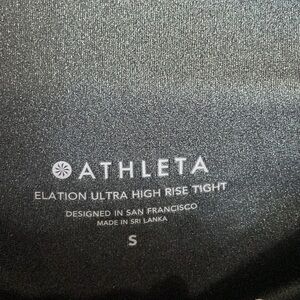 ATHLETA
ELATION ULTRA HIGH RISE TIGHT
DESIGNED IN SAN FRANCISCO
MADE IN SRI LANKA
S